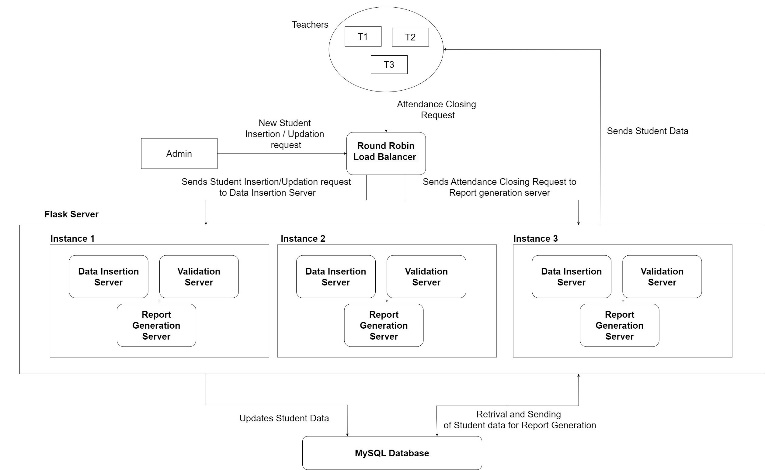 Teachers
T1
T2
T3
Attendance Closing
Request
New Student
Insertion / Updation
request
Sends Student Data
Admin
Round Robin
Load Balancer
Sends Student Insertion/Updation request
to Data Insertion Server
Sends Attendance Closing Request to
Report generation server
Flask Server
Instance 1
Data Insertion
Server
Validation
Server
Report
Generation
Server
Instance 2
Data Insertion
Server
Validation
Server
Report
Generation
Server
Instance 3
Data Insertion
Server
Validation
Server
Report
Generation
Server
Updates Student Data
Retrival and Sending
of Student data for Report Generation
MySQL Database